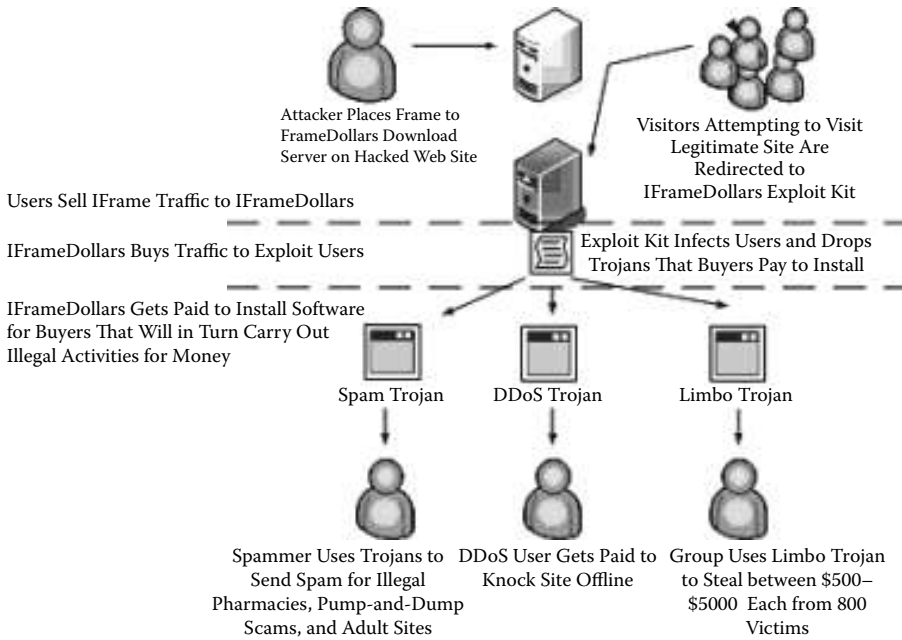 Attacker Places Frame to
FrameDollars Download
Server on Hacked Web Site
Visitors Attempting to Visit
Legitimate Site Are
Redirected to
IFrameDollars Exploit Kit
Users Sell IFrame Traffic to IFrameDollars
IFrameDollars Buys Traffic to Exploit Users
Exploit Kit Infects Users and Drops
Trojans That Buyers Pay to Install
IFrameDollars Gets Paid to Install Software
for Buyers That Will in Turn Carry Out
Illegal Activities for Money
Spam Trojan
DDoS Trojan
Limbo Trojan
Spammer Uses Trojans to
Send Spam for Illegal
Pharmacies, Pump-and-Dump
Scams, and Adult Sites
DDoS User Gets Paid to
Knock Site Offline
Group Uses Limbo Trojan
to Steal between $500–
$5000 Each from 800
Victims